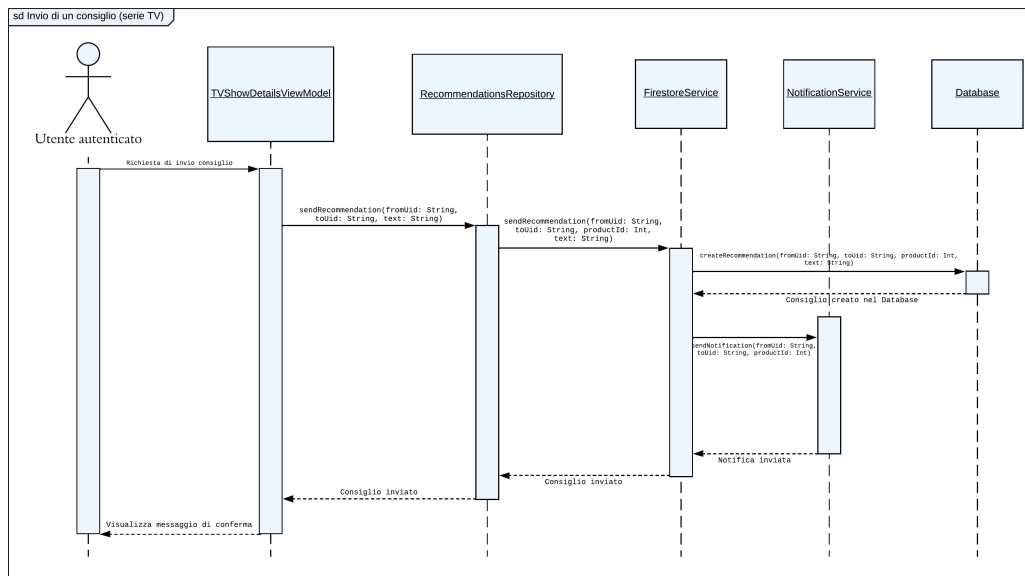 sd Invio di un consiglio (serie TV)
Utente autenticato
TVShowDetailsViewModel
RecommendationsRepository
FirestoreService
NotificationService
Database
Richiesta di invio consiglio
sendRecommendation(fromUid: String,
toUid: String, text: String)
sendRecommendation(fromUid: String,
toUid: String, productId: Int,
text: String)
createRecommendation(fromUid: String, toUid: String, productId: Int,
text: String)
Consiglio creato nel Database
sendNotification(fromUid: String,
toUid: String, productId: Int)
Notifica inviata
Consiglio inviato
Consiglio inviato
Visualizza messaggio di conferma